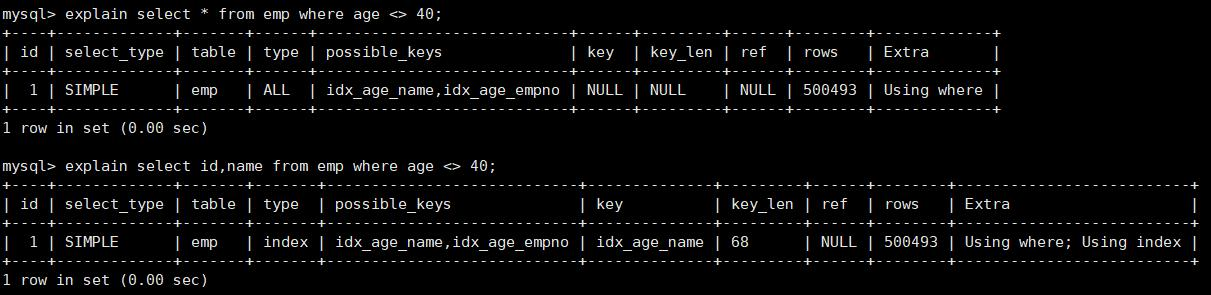 mysql> explain select * from emp where age <> 40;
+----+-------------+-------+------+----------------------------+------+---------+------+--------+-------------+
| id | select_type | table | type | possible_keys              | key  | key_len | ref  | rows   | Extra       |
+----+-------------+-------+------+----------------------------+------+---------+------+--------+-------------+
|  1 | SIMPLE      | emp   | ALL  | idx_age_name,idx_age_empno | NULL | NULL    | NULL | 500493 | Using where |
+----+-------------+-------+------+----------------------------+------+---------+------+--------+-------------+
1 row in set (0.00 sec)

mysql> explain select id,name from emp where age <> 40;
+----+-------------+-------+-------+----------------------------+--------------+---------+------+--------+--------------------------+
| id | select_type | table | type  | possible_keys              | key          | key_len | ref  | rows   | Extra                    |
+----+-------------+-------+-------+----------------------------+--------------+---------+------+--------+--------------------------+
|  1 | SIMPLE      | emp   | index | idx_age_name,idx_age_empno | idx_age_name | 68      | NULL | 500493 | Using where; Using index |
+----+-------------+-------+-------+----------------------------+--------------+---------+------+--------+--------------------------+
1 row in set (0.00 sec)